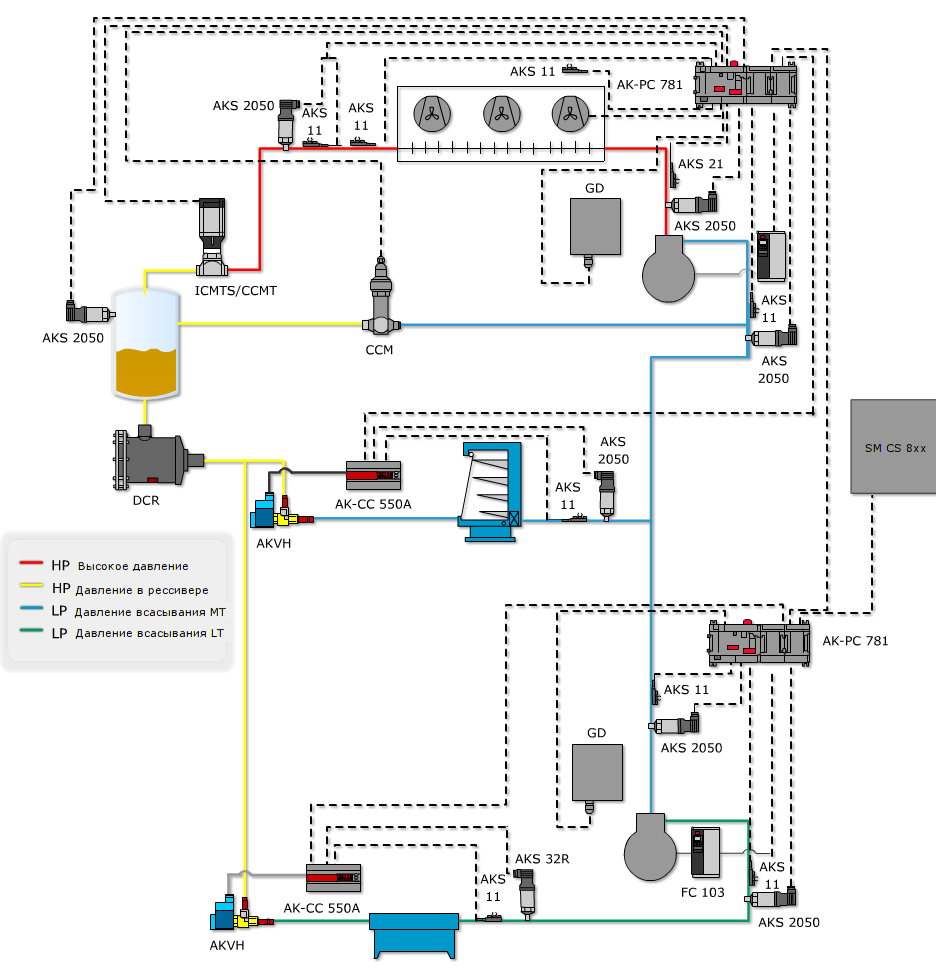 AKS 11
AK-PC 781
AKS 2050
AKS
11
AKS
11
AKS 21
GD
AKS 2050
ICMTS/CCMT
AKS
11
AKS 2050
CCM
AKS
2050
AKS
2050
SM CS 8xx
DCR
AK-CC 550A
AKS
11
AKVH
HP Высокое давление
HP Давление в рессивере
LP Давление всасывания MT
LP Давление всасывания LT
AK-PC 781
AKS 11
GD
AKS 2050
AKS 32R
AKS
11
AKS
11
FC 103
AK-CC 550A
AKS 2050
AKVH